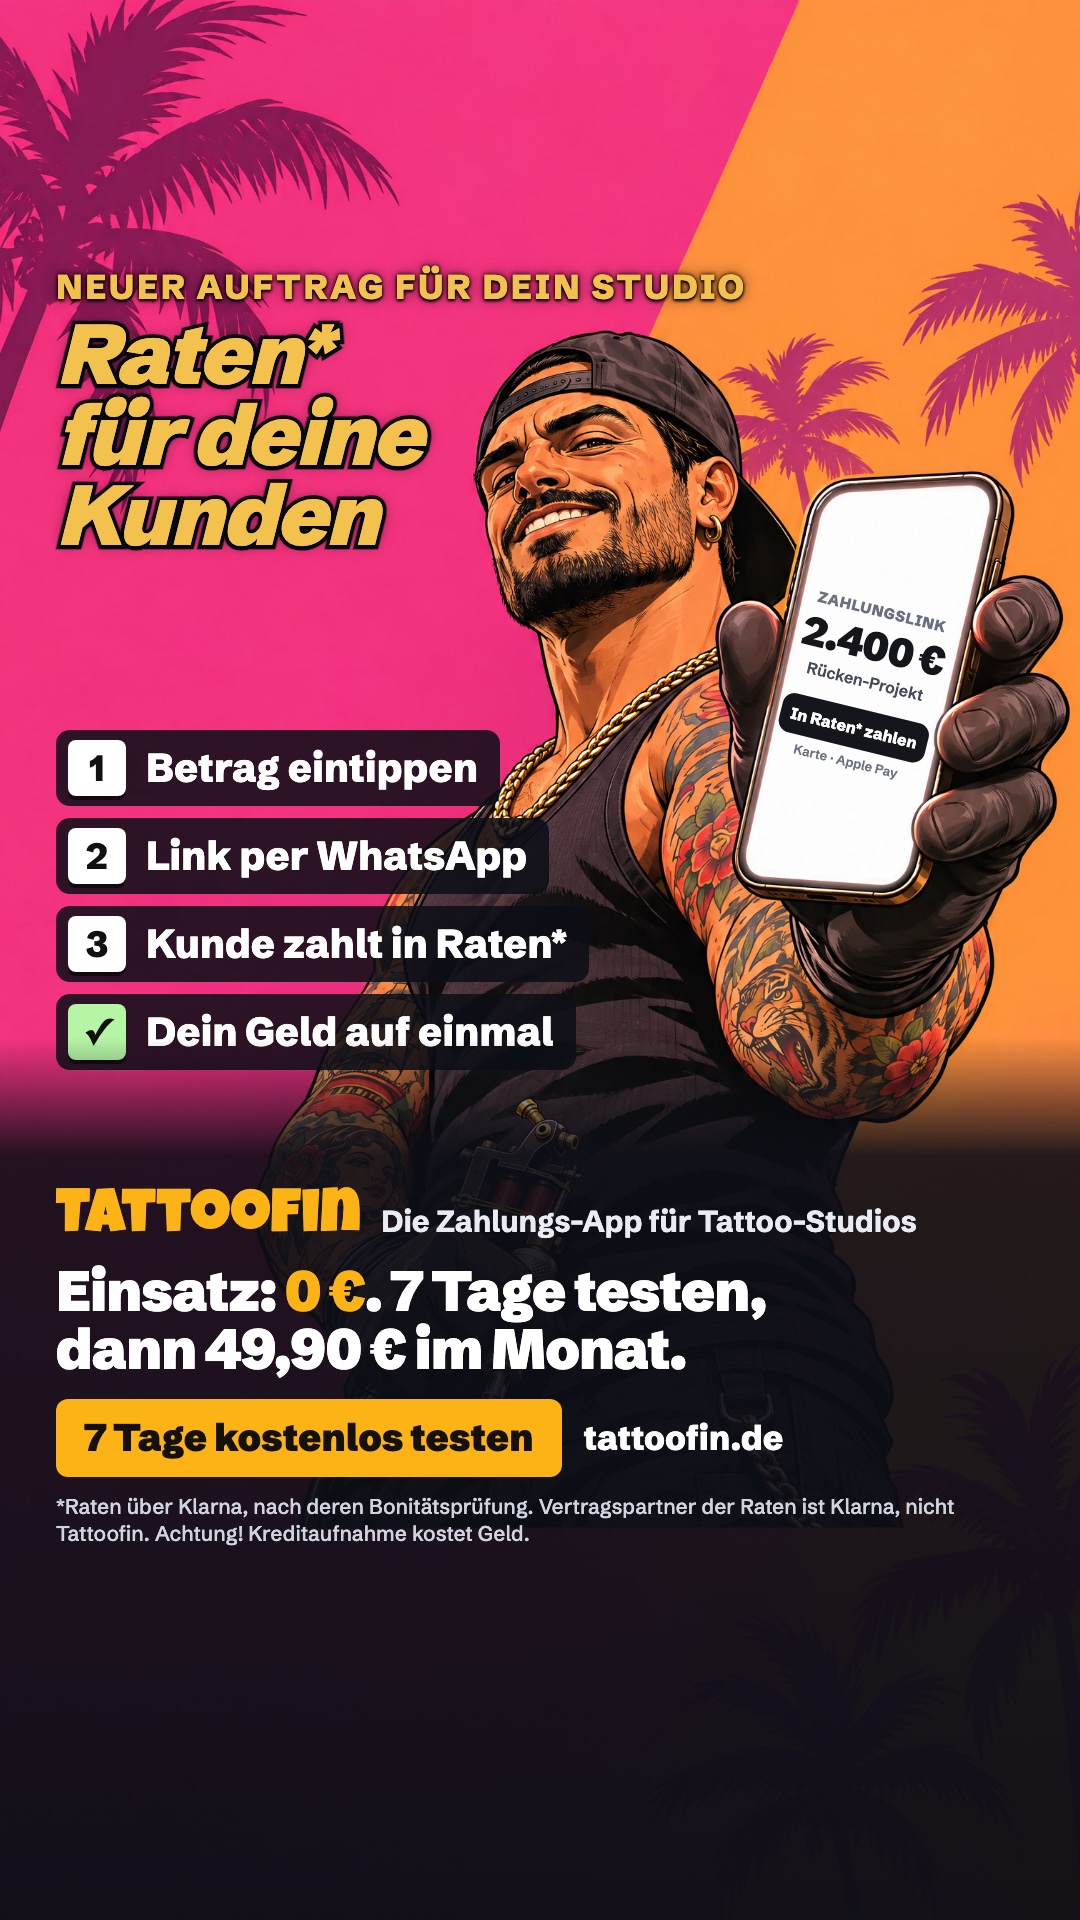 NEUER AUFTRAG FÜR DEIN STUDIO
Raten*
für deine
Kunden
ZAHLUNGSLINK
2.400 €
Rücken-Projekt
In Raten* zahlen
Karte · Apple Pay
1 Betrag eintippen
2 Link per WhatsApp
3 Kunde zahlt in Raten*
✓ Dein Geld auf einmal
TATTOOFIN Die Zahlungs-App für Tattoo-Studios
Einsatz: 0 €. 7 Tage testen,
dann 49,90 € im Monat.
7 Tage kostenlos testen tattoofin.de
*Raten über Klarna, nach deren Bonitätsprüfung. Vertragspartner der Raten ist Klarna, nicht
Tattoofin. Achtung! Kreditaufnahme kostet Geld.